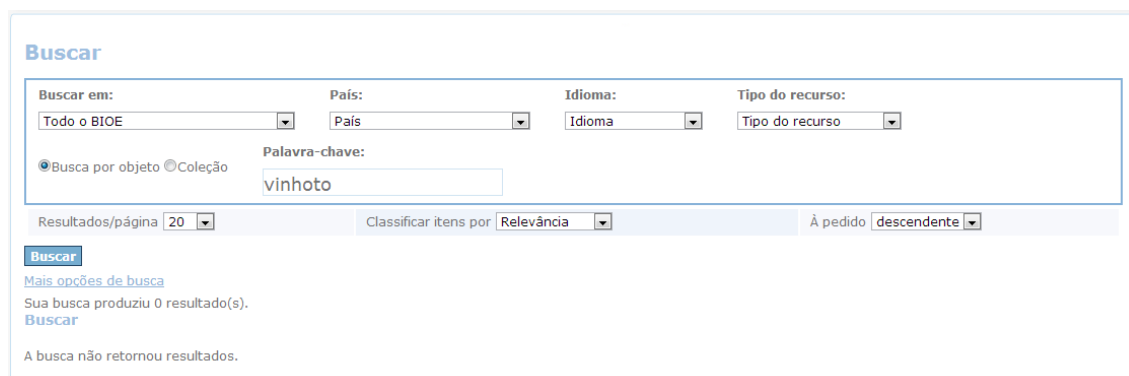 Buscar
Buscar em: País: Idioma: Tipo do recurso:
Todo o BIOE País Idioma Tipo do recurso
Palavra-chave:
Busca por objeto Coleção
vinhoto
Resultados/página 20 Classificar itens por Relevância À pedido descendente
Buscar
Mais opções de busca
Sua busca produziu 0 resultado(s).
Buscar
A busca não retornou resultados.